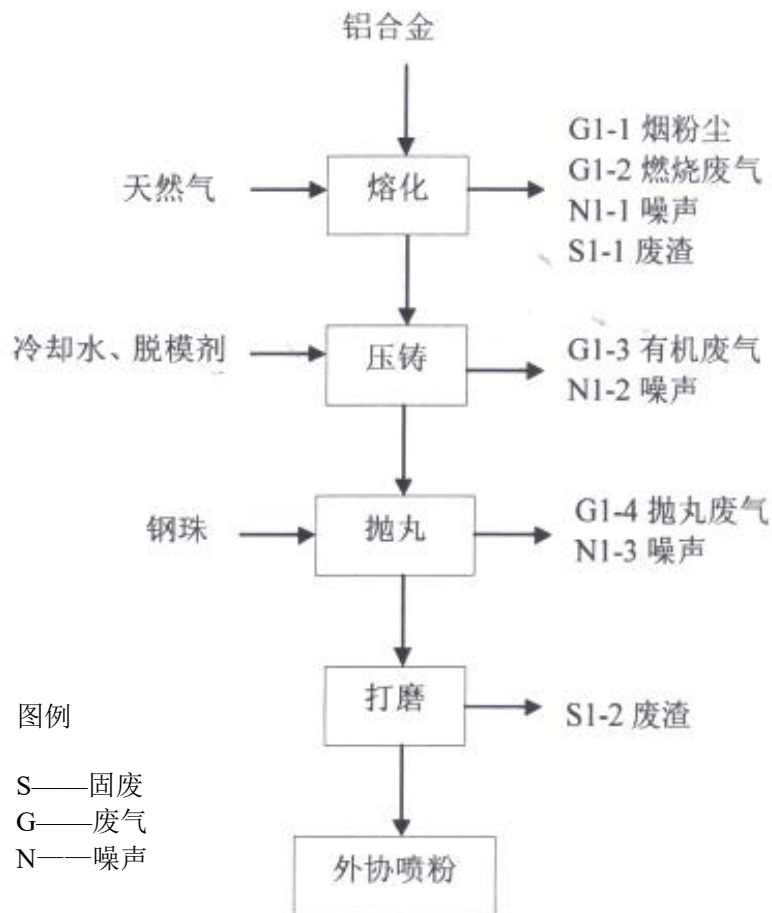 铝合金
G1-1 烟粉尘
G1-2 燃烧废气
天然气
熔化
N1-1 噪声
S1-1 废渣
冷却水、脱模剂
压铸
G1-3 有机废气
N1-2 噪声
钢珠
抛丸
G1-4 抛丸废气
N1-3 噪声
打磨
S1-2 废渣
图例
S——固废
G——废气
N——噪声
外协喷粉